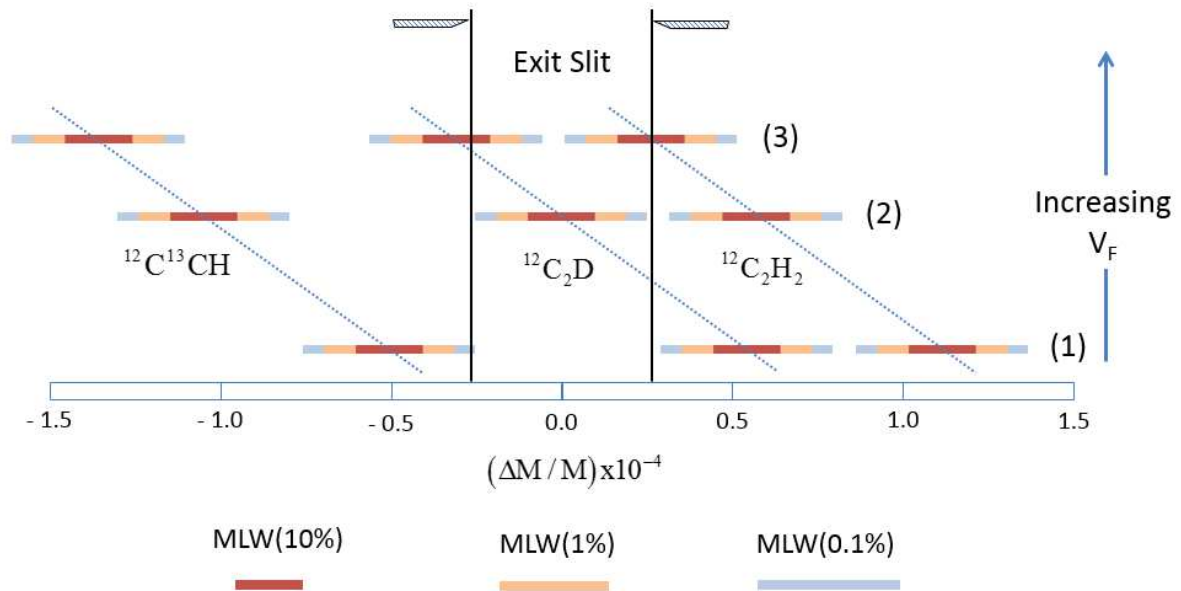 Exit Slit
(3)
(2)
Increasing
V_F
¹²C¹³CH
¹²C₂D
¹²C₂H₂
(1)
- 1.5
- 1.0
- 0.5
0.0
0.5
1.0
1.5
(ΔM / M)x10⁻⁴
MLW(10%)
MLW(1%)
MLW(0.1%)